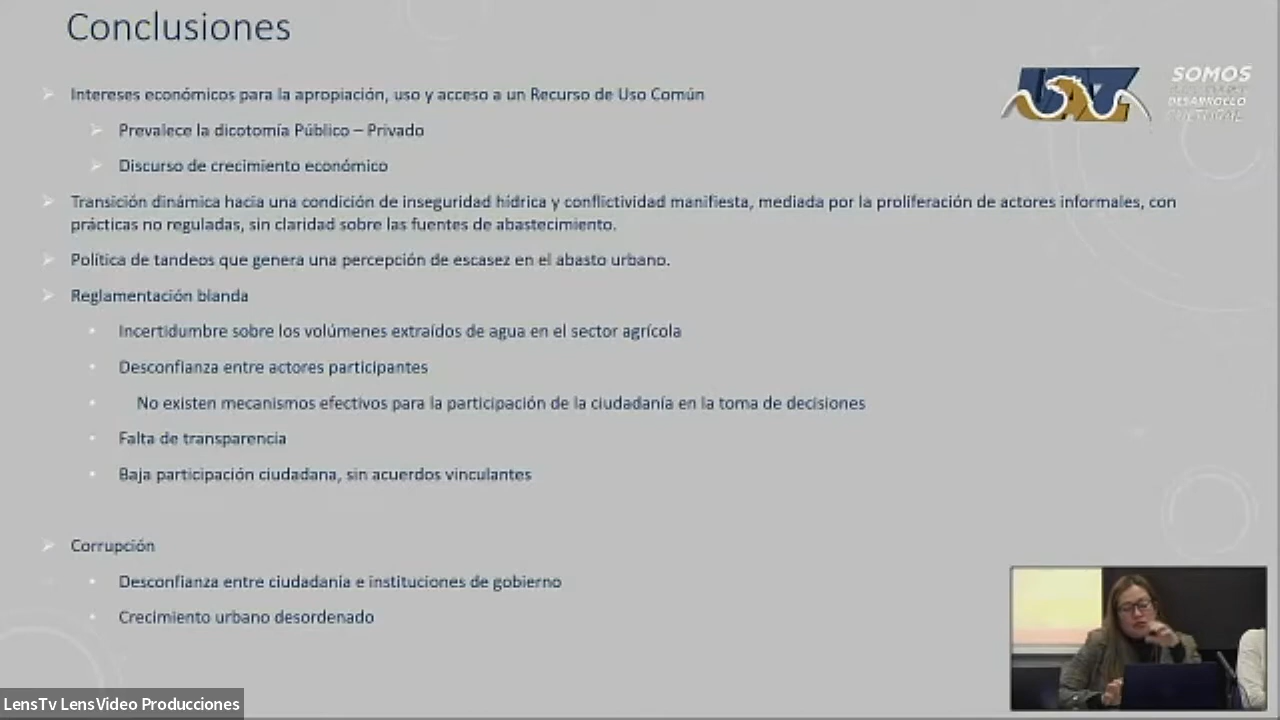 Conclusiones
Intereses económicos para la apropiación, uso y acceso a un Recurso de Uso Común
Prevalece la dicotomía Público – Privado
Discurso de crecimiento económico
Transición dinámica hacia una condición de inseguridad hídrica y conflictividad manifiesta, mediada por la proliferación de actores informales, con
prácticas no reguladas, sin claridad sobre las fuentes de abastecimiento.
Política de tandeos que genera una percepción de escasez en el abasto urbano.
Reglamentación blanda
Incertidumbre sobre los volúmenes extraídos de agua en el sector agrícola
Desconfianza entre actores participantes
No existen mecanismos efectivos para la participación de la ciudadanía en la toma de decisiones
Falta de transparencia
Baja participación ciudadana, sin acuerdos vinculantes
Corrupción
Desconfianza entre ciudadanía e instituciones de gobierno
Crecimiento urbano desordenado
UAZ
SOMOS
DESARROLLO
CULTURAL
LensTv LensVideo Producciones